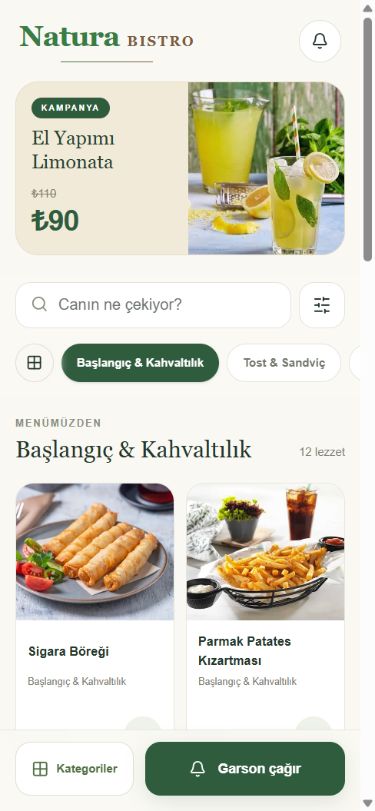 Natura BISTRO
KAMPANYA
El Yapımı
Limonata
₺110
₺90
Canın ne çekiyor?
Başlangıç & Kahvaltılık
Tost & Sandviç
MENÜMÜZDEN
Başlangıç & Kahvaltılık
12 lezzet
Sigara Böreği
Başlangıç & Kahvaltılık
Parmak Patates
Kızartması
Başlangıç & Kahvaltılık
Kategoriler
Garson çağır